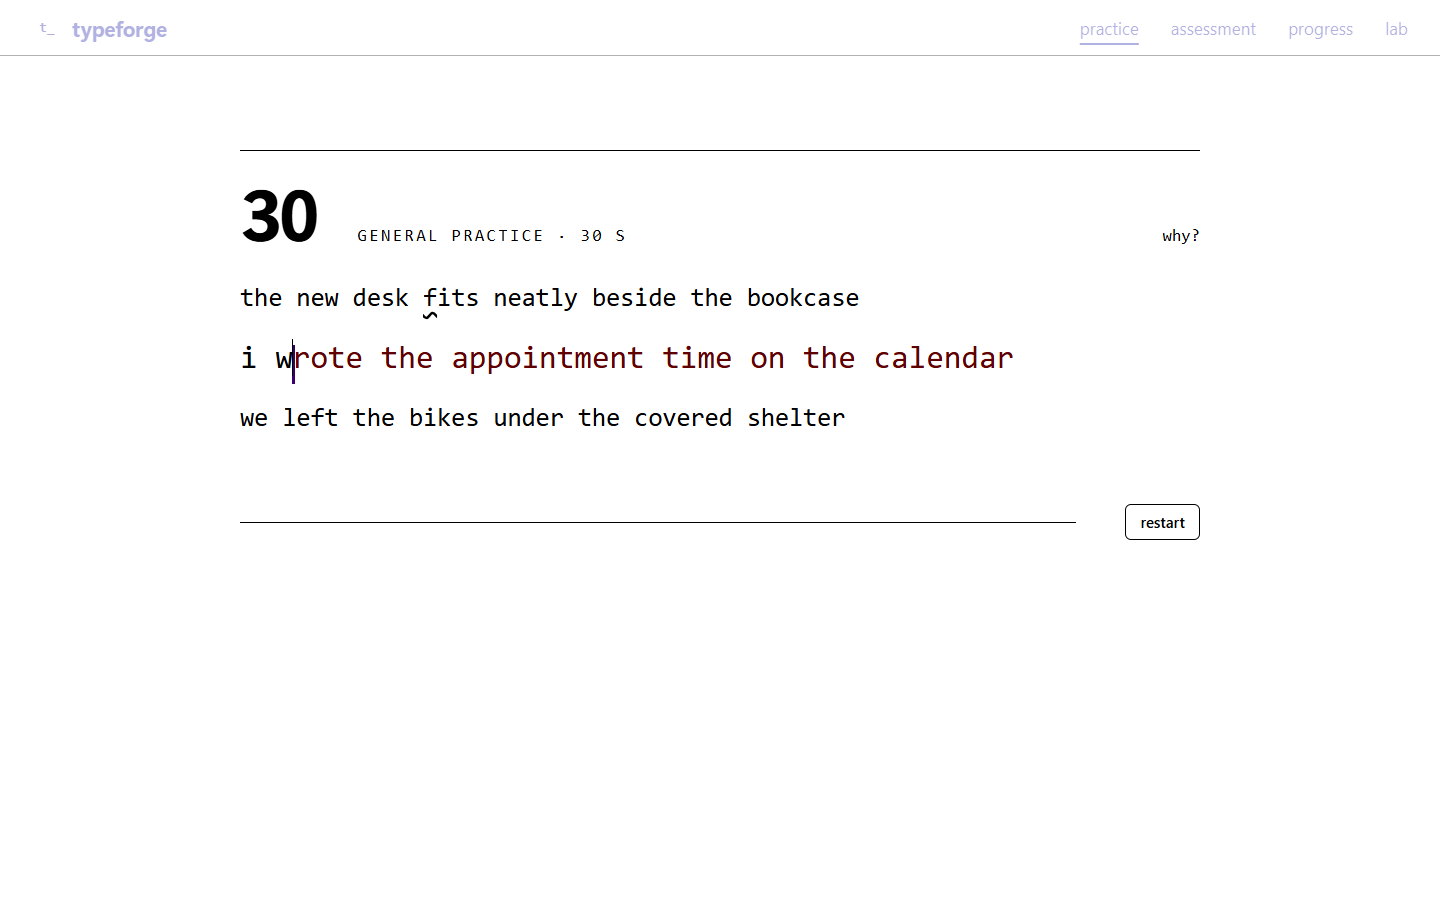 t_ typeforge practice assessment progress lab
30 GENERAL PRACTICE · 30 S why?
the new desk fits neatly beside the bookcase
i wrote the appointment time on the calendar
we left the bikes under the covered shelter
restart